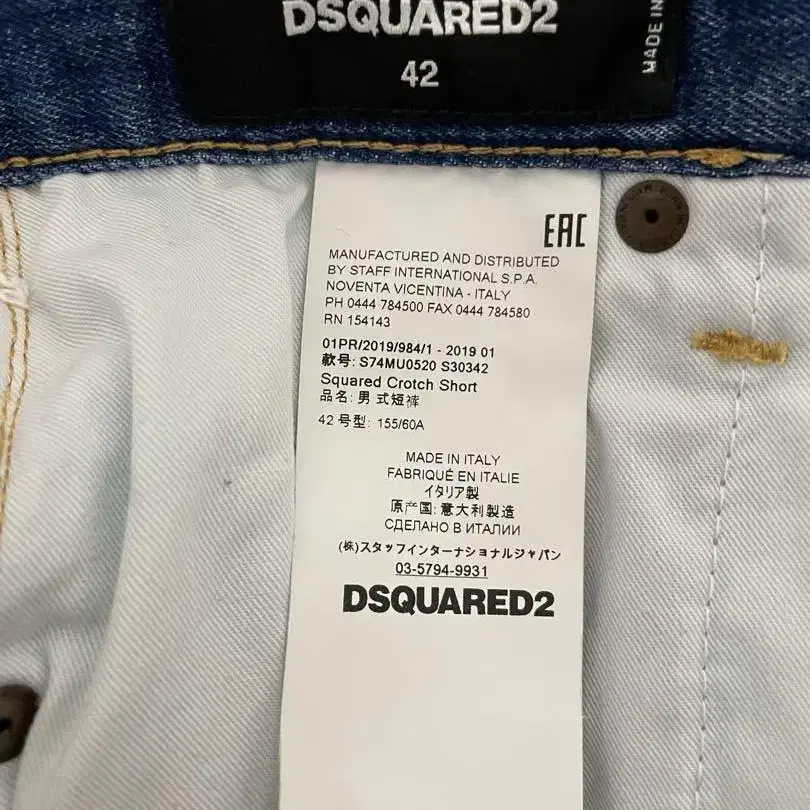 DSQUARED2
42
MADE IN
EAC
MANUFACTURED AND DISTRIBUTED
BY STAFF INTERNATIONAL S.P.A.
NOVENTA VICENTINA - ITALY
PH 0444 784500 FAX 0444 784580
RN 154143
01PR/2019/984/1 - 2019 01
款号: S74MU0520 S30342
Squared Crotch Short
品名: 男 式短裤
42 号型: 155/60A
MADE IN ITALY
FABRIQUÉ EN ITALIE
イタリア製
原产国: 意大利製造
СДЕЛАНО В ИТАЛИИ
(株)スタッフインターナショナルジャパン
03-5794-9931
DSQUARED2